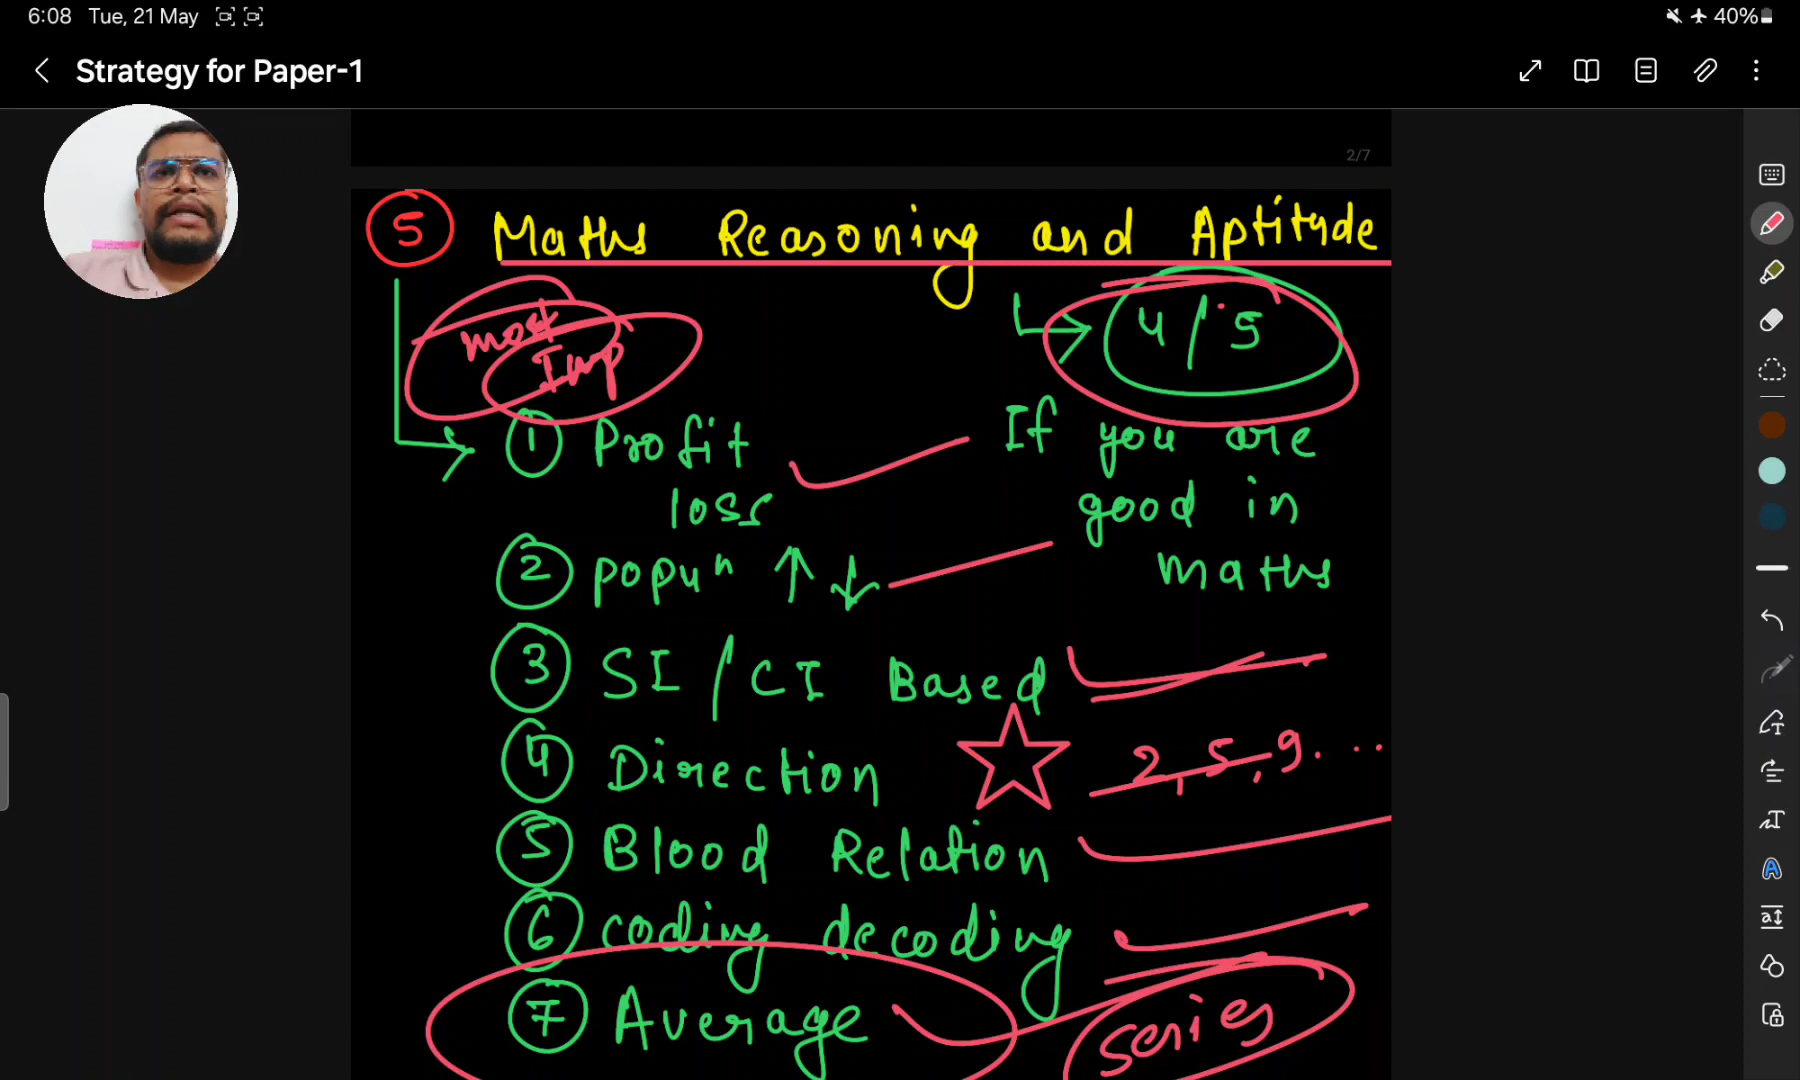 6:08 Tue, 21 May 40%
Strategy for Paper-1
2/7
5 Maths Reasoning and Aptitude
most Imp
4/5
1 Profit loss
If you are good in maths
2 popuⁿ ↑ ↓
3 SI/CI Based
4 Direction 2, 5, 9. ..
5 Blood Relation
6 coding decoding
7 Average series